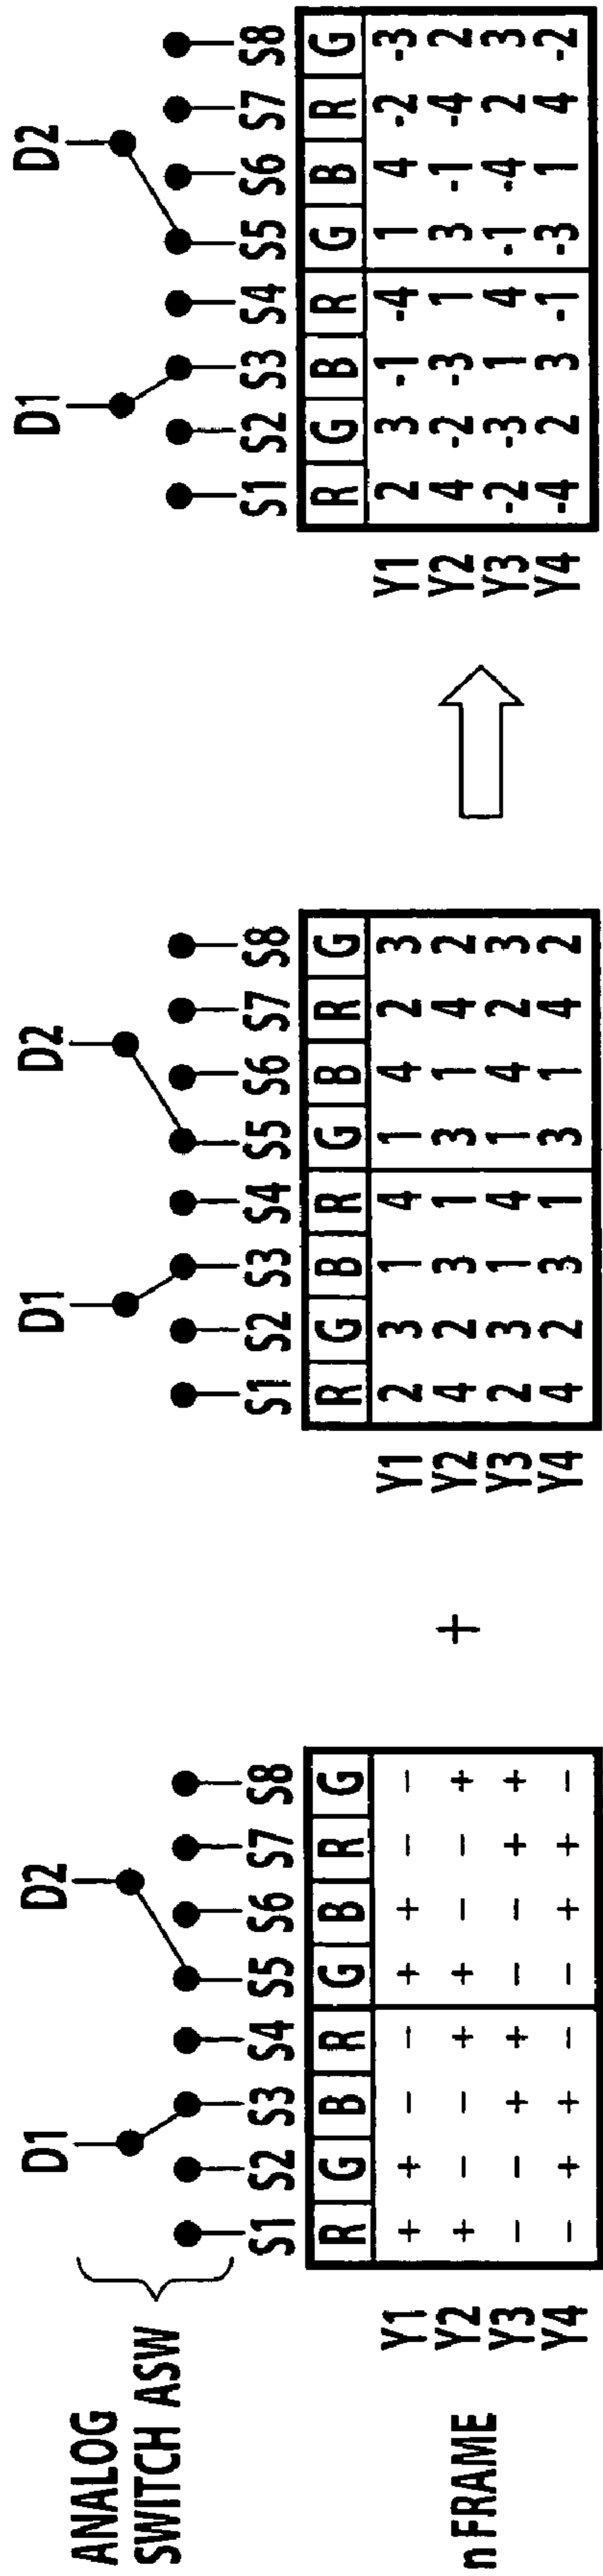 ANALOG
SWITCH ASW
n FRAME
D1 D2
S1 S2 S3 S4 S5 S6 S7 S8
R G B R G B R G
Y1 + + - - + + - -
Y2 + - - + + - - +
Y3 - - + + - - + +
Y4 - + + - - + + -
+
D1 D2
S1 S2 S3 S4 S5 S6 S7 S8
R G B R G B R G
Y1 2 3 1 4 1 4 2 3
Y2 4 2 3 1 3 1 4 2
Y3 2 3 1 4 1 4 2 3
Y4 4 2 3 1 3 1 4 2
D1 D2
S1 S2 S3 S4 S5 S6 S7 S8
R G B R G B R G
Y1 2 3 -1 -4 1 4 -2 -3
Y2 4 -2 -3 1 3 -1 -4 2
Y3 -2 -3 1 4 -1 -4 2 3
Y4 -4 2 3 -1 -3 1 4 -2